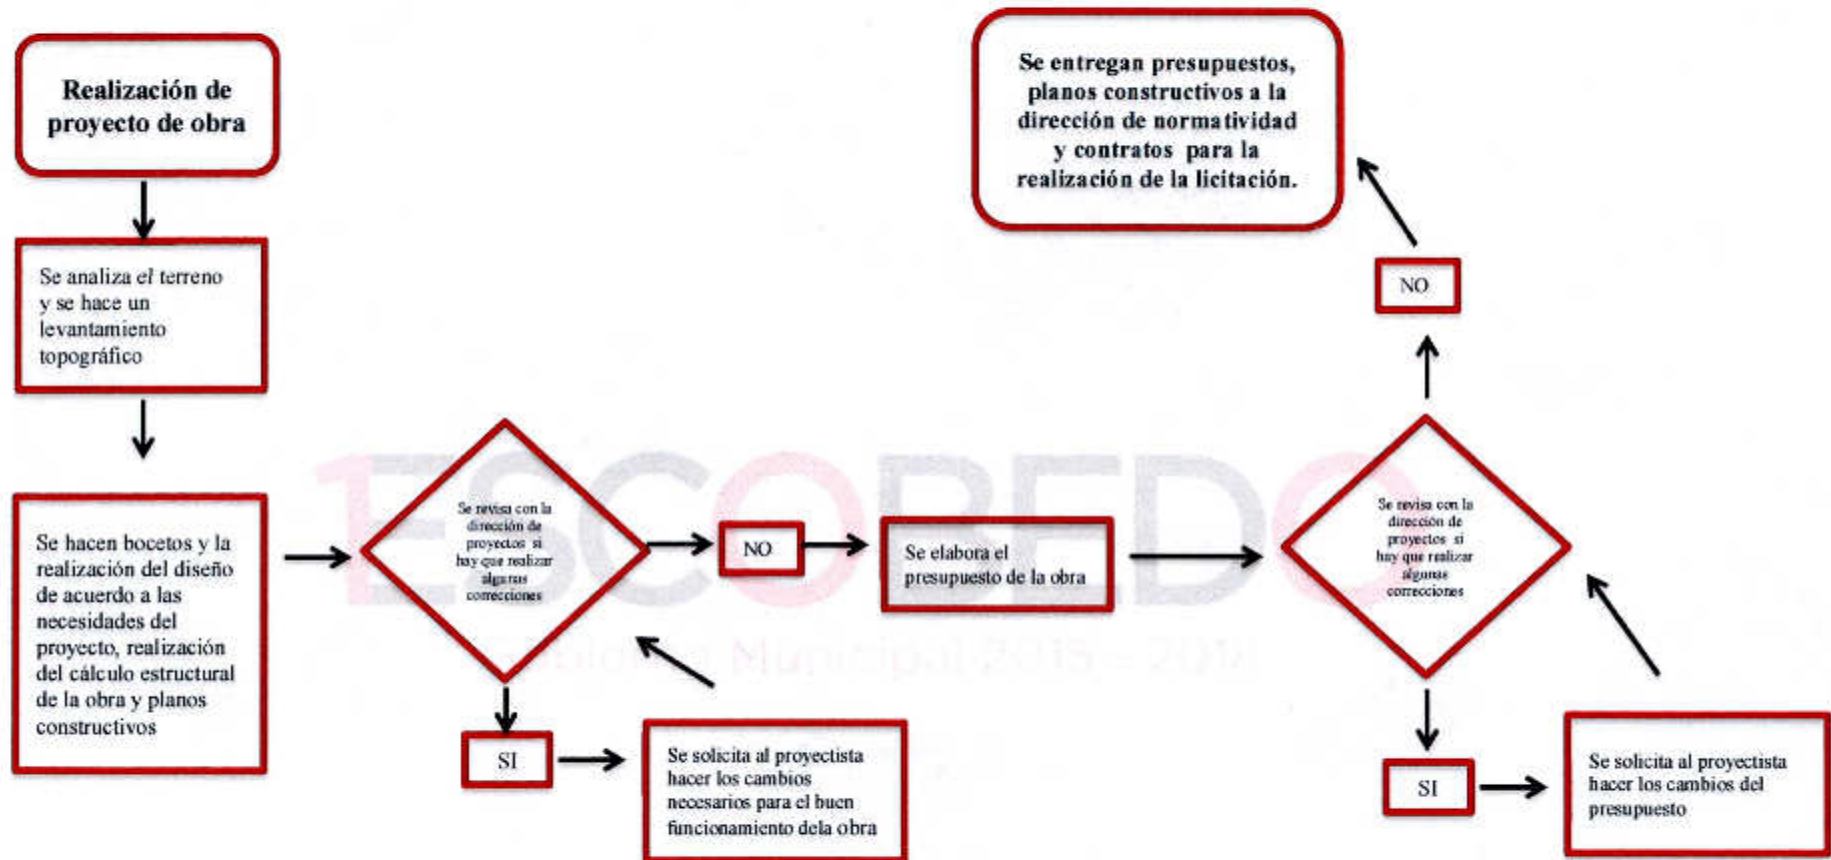 Realización de
proyecto de obra
Se analiza el terreno
y se hace un
levantamiento
topográfico
Se hacen bocetos y la
realización del diseño
de acuerdo a las
necesidades del
proyecto, realización
del cálculo estructural
de la obra y planos
constructivos
Se revisa con la
dirección de
proyectos si
hay que realizar
algunas
correcciones
SI
Se solicita al proyectista
hacer los cambios
necesarios para el buen
funcionamiento dela obra
NO
Se elabora el
presupuesto de la obra
Se revisa con la
dirección de
proyectos si
hay que realizar
algunas
correcciones
SI
Se solicita al proyectista
hacer los cambios del
presupuesto
NO
Se entregan presupuestos,
planos constructivos a la
dirección de normatividad
y contratos para la
realización de la licitación.
ESCOBEDO
Municipal 2015 -